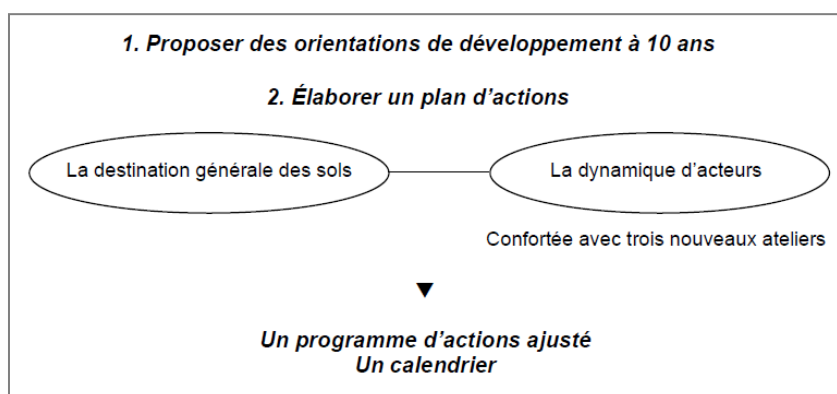 1. Proposer des orientations de développement à 10 ans
2. Élaborer un plan d'actions
La destination générale des sols
La dynamique d'acteurs
Confortée avec trois nouveaux ateliers
Un programme d'actions ajusté
Un calendrier